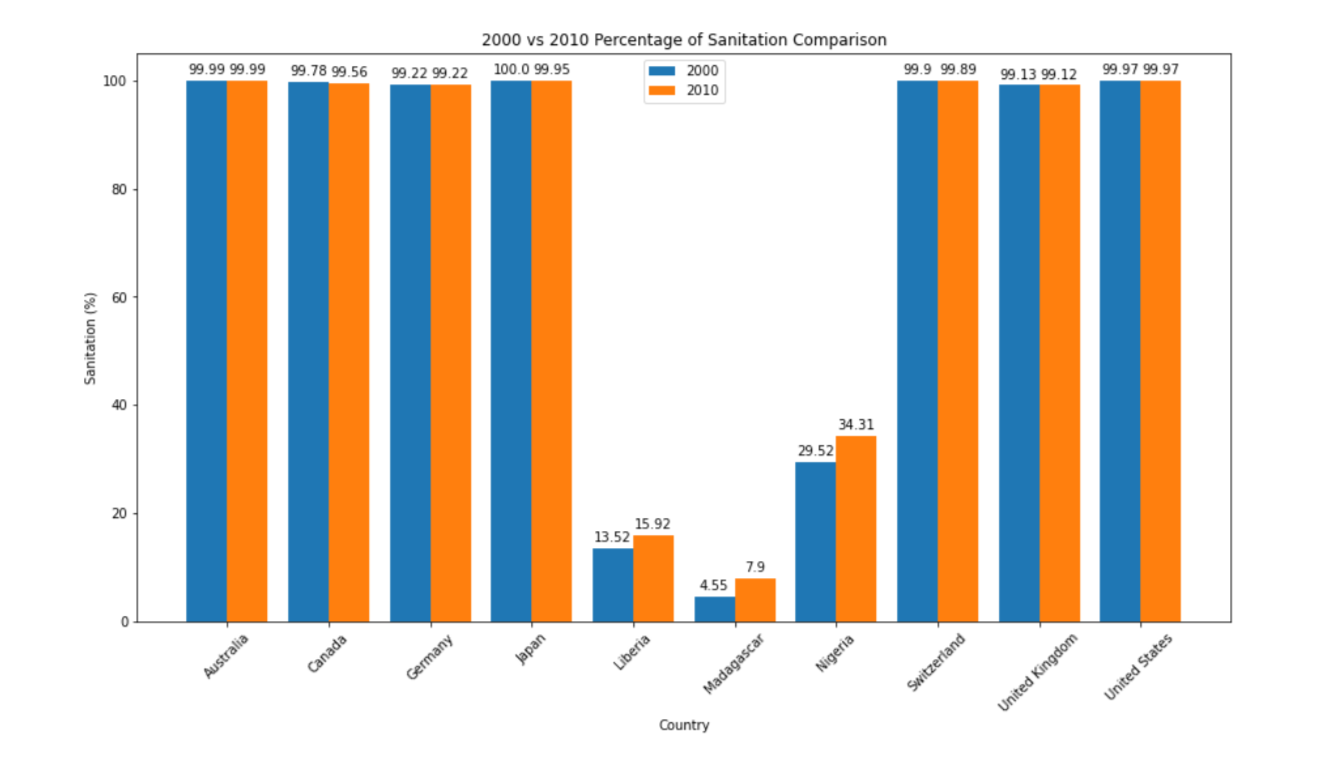 2000 vs 2010 Percentage of Sanitation Comparison
99.99 99.99 99.78 99.56 99.22 99.22 100.0 99.95 99.9 99.89 99.13 99.12 99.97 99.97
2000
2010
100
80
60
40
20
0
Sanitation (%)
13.52 15.92
4.55 7.9
29.52 34.31
Australia
Canada
Germany
Japan
Liberia
Madagascar
Nigeria
Switzerland
United Kingdom
United States
Country